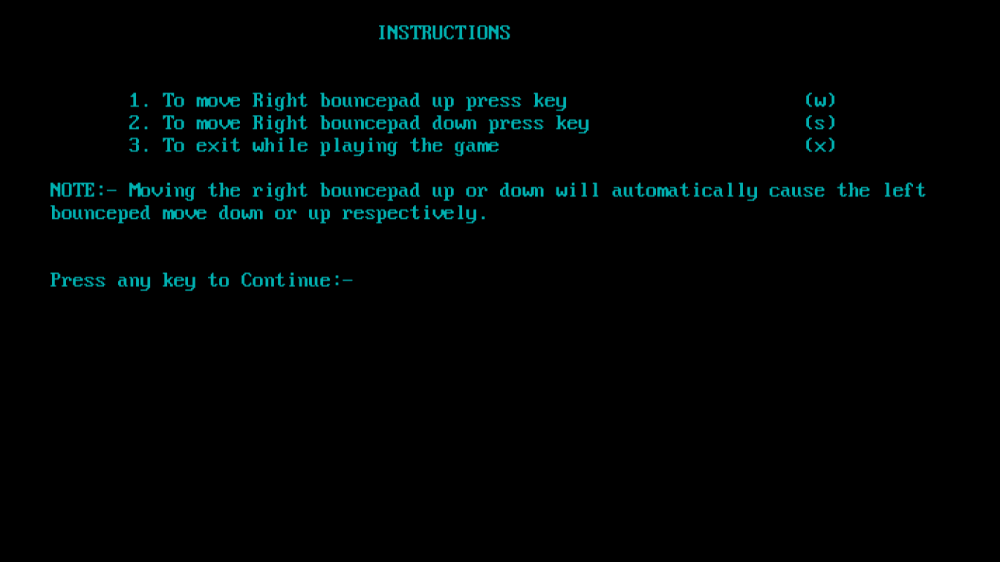 INSTRUCTIONS
1. To move Right bouncepad up press key (w)
2. To move Right bouncepad down press key (s)
3. To exit while playing the game (x)
NOTE:- Moving the right bouncepad up or down will automatically cause the left
bounceped move down or up respectively.
Press any key to Continue:-